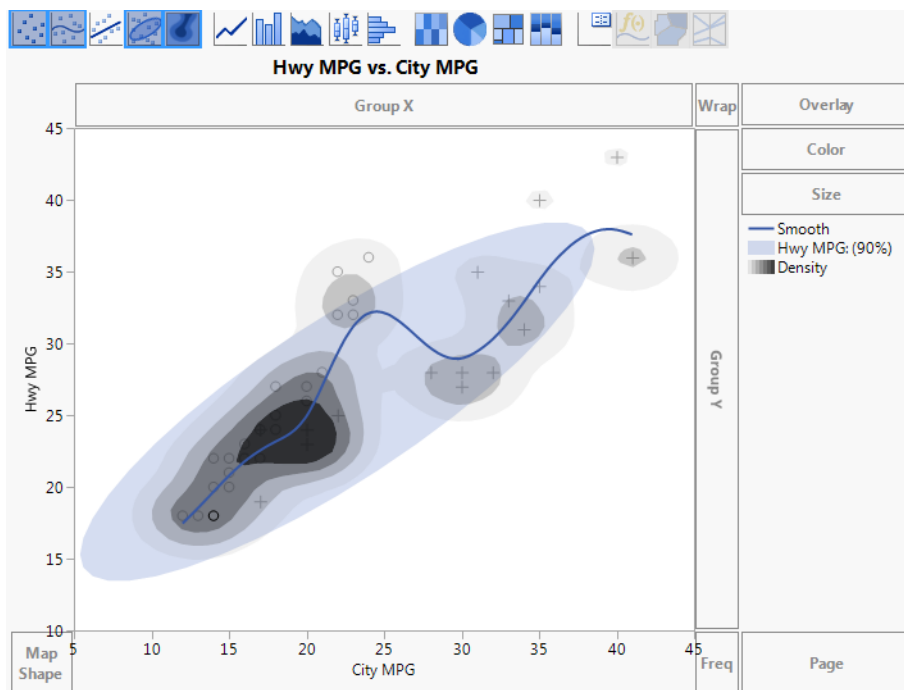 Hwy MPG vs. City MPG
Group X
Wrap
Overlay
Color
Size
Smooth
Hwy MPG: (90%)
Density
Group Y
Hwy MPG
45
40
35
30
25
20
15
10
5
10
15
20
25
30
35
40
45
City MPG
Map
Shape
Freq
Page